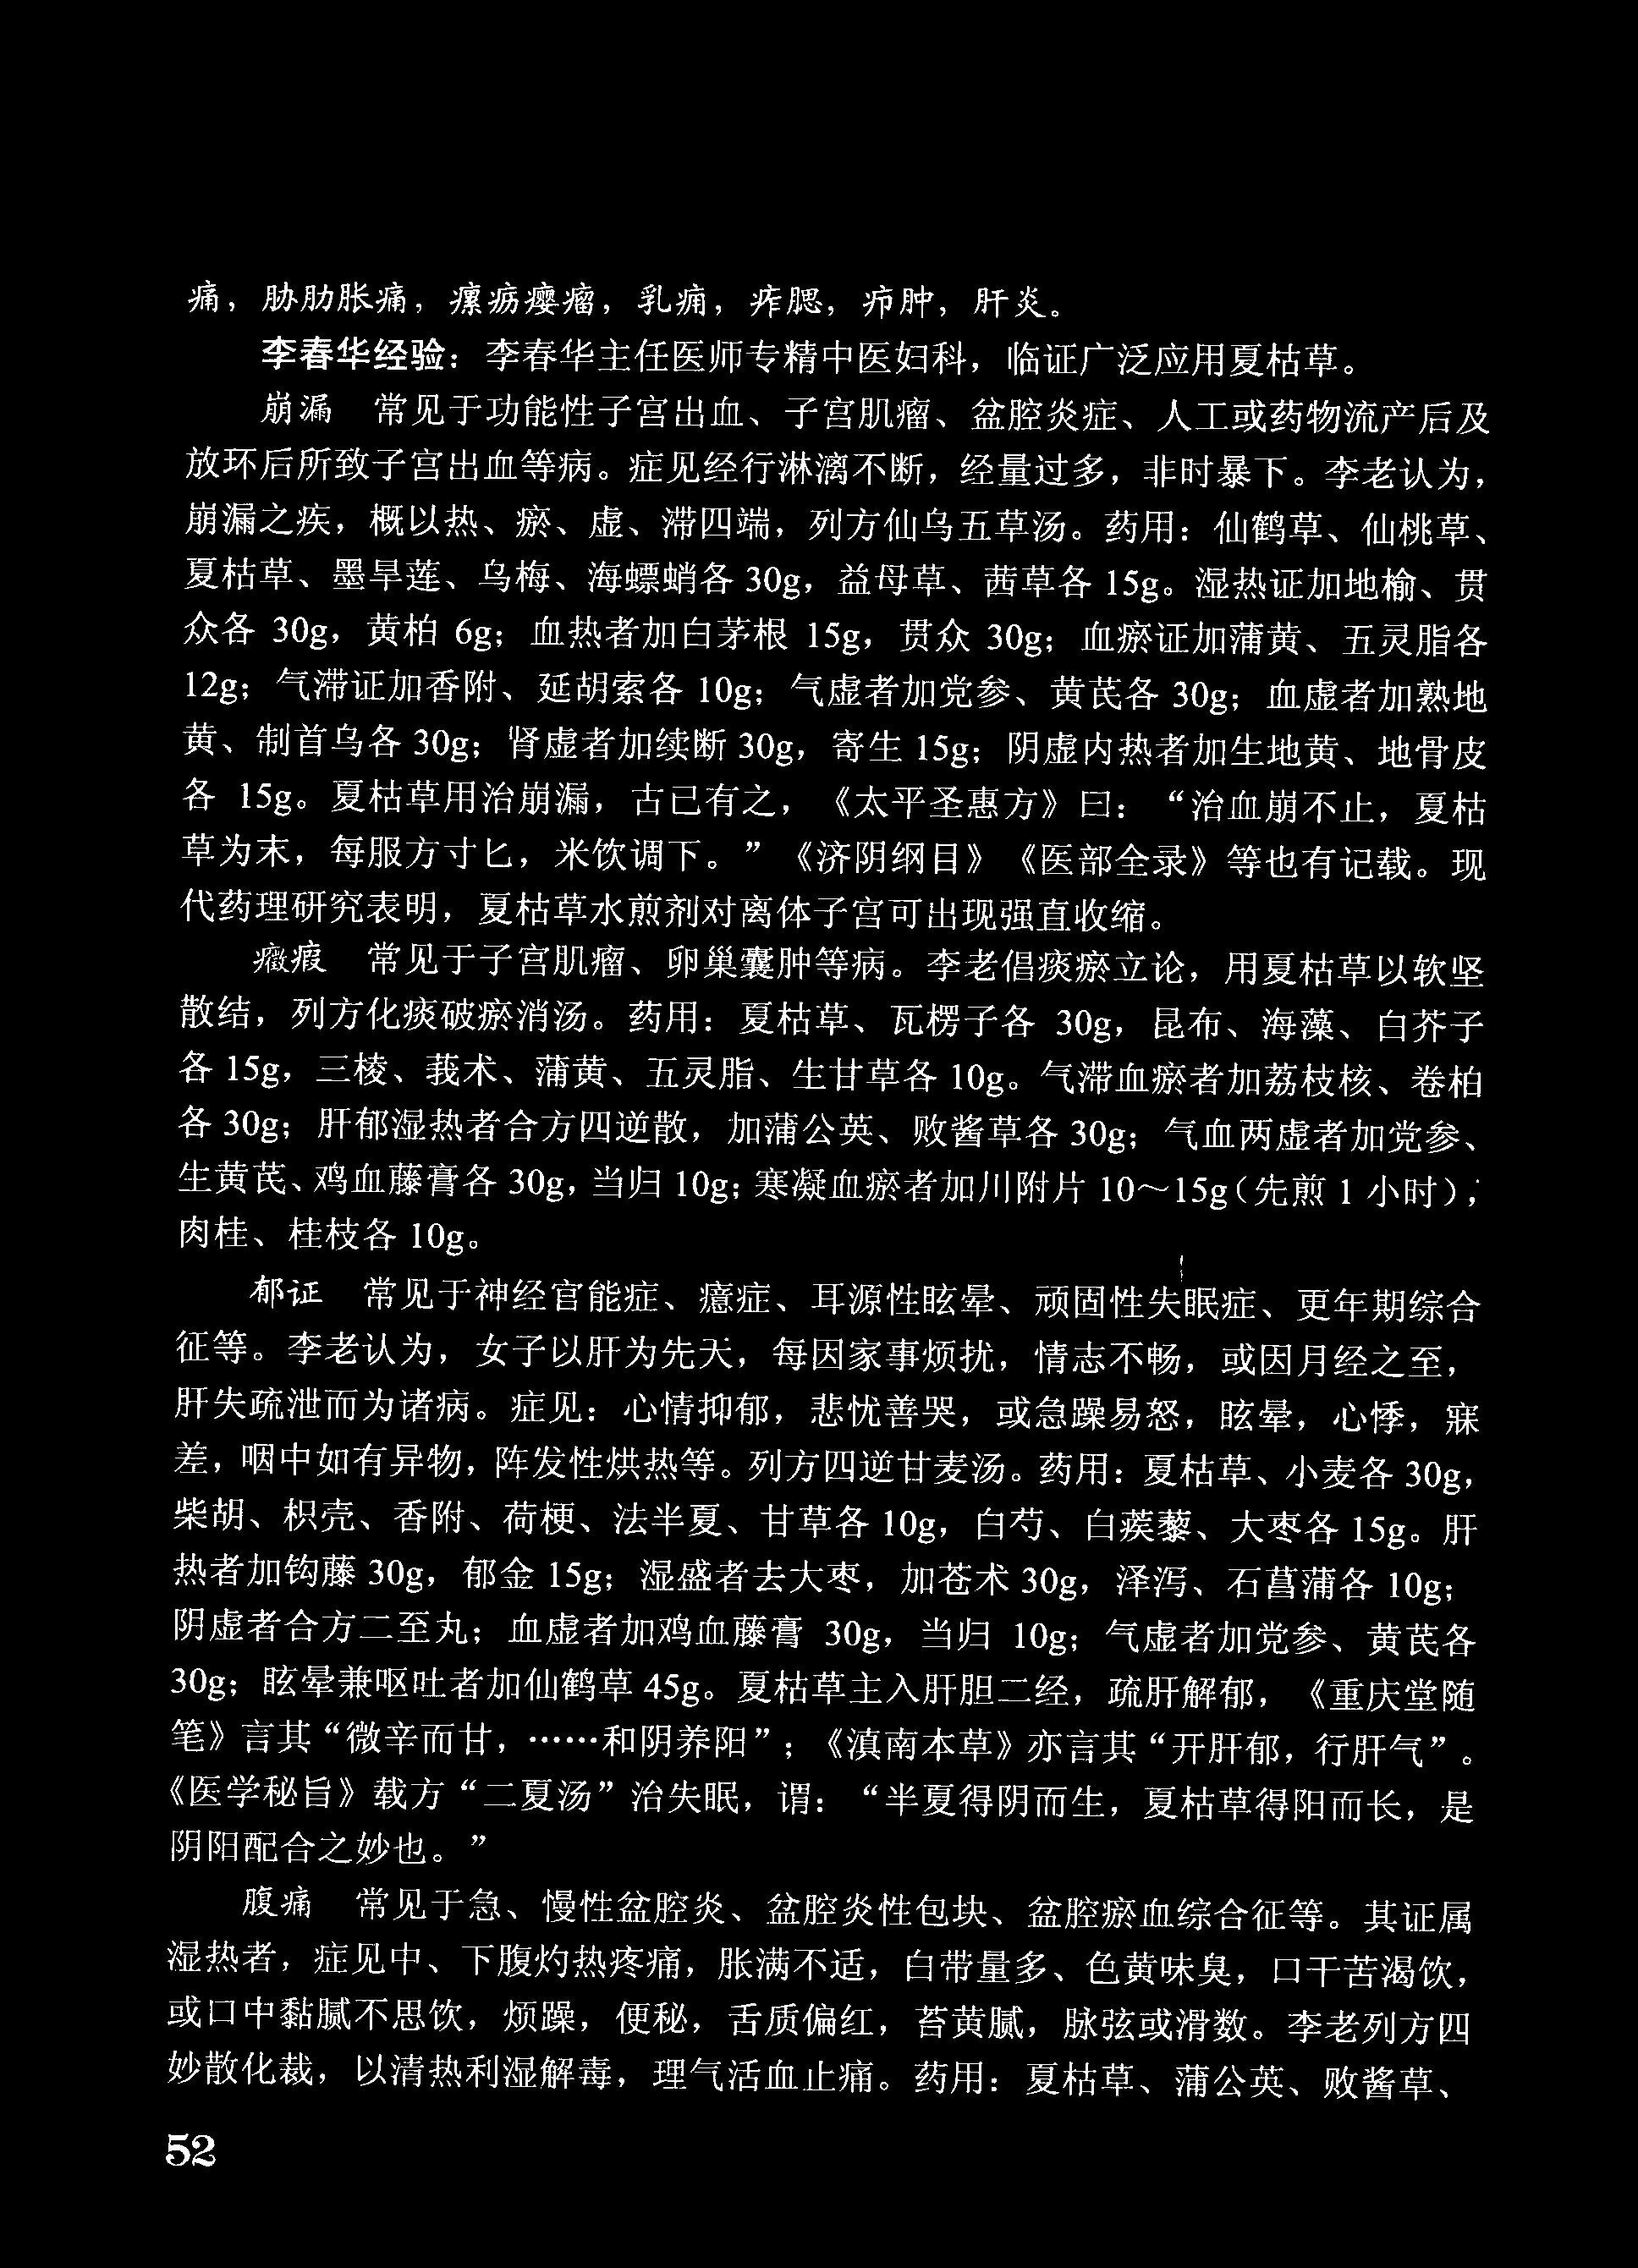 痛，胁肋胀痛，瘰疬瘿瘤，乳痈，痄腮，疖肿，肝炎。
李春华经验：李春华主任医师专精中医妇科，临证广泛应用夏枯草。
崩漏　常见于功能性子宫出血、子宫肌瘤、盆腔炎症、人工或药物流产后及
放环后所致子宫出血等病。症见经行淋漓不断，经量过多，非时暴下。李老认为，
崩漏之疾，概以热、瘀、虚、滞四端，列方仙乌五草汤。药用：仙鹤草、仙桃草、
夏枯草、墨旱莲、乌梅、海螵蛸各 30g，益母草、茜草各 15g。湿热证加地榆、贯
众各 30g，黄柏 6g；血热者加白茅根 15g，贯众 30g；血瘀证加蒲黄、五灵脂各
12g；气滞证加香附、延胡索各 10g；气虚者加党参、黄芪各 30g；血虚者加熟地
黄、制首乌各 30g；肾虚者加续断 30g，寄生 15g；阴虚内热者加生地黄、地骨皮
各 15g。夏枯草用治崩漏，古已有之，《太平圣惠方》曰：“治血崩不止，夏枯
草为末，每服方寸匕，米饮调下。”《济阴纲目》《医部全录》等也有记载。现
代药理研究表明，夏枯草水煎剂对离体子宫可出现强直收缩。
癥瘕　常见于子宫肌瘤、卵巢囊肿等病。李老倡痰瘀立论，用夏枯草以软坚
散结，列方化痰破瘀消汤。药用：夏枯草、瓦楞子各 30g，昆布、海藻、白芥子
各 15g，三棱、莪术、蒲黄、五灵脂、生甘草各 10g。气滞血瘀者加荔枝核、卷柏
各 30g；肝郁湿热者合方四逆散，加蒲公英、败酱草各 30g；气血两虚者加党参、
生黄芪、鸡血藤膏各 30g，当归 10g；寒凝血瘀者加川附片 10～15g（先煎 1 小时），
肉桂、桂枝各 10g。
郁证　常见于神经官能症、癔症、耳源性眩晕、顽固性失眠症、更年期综合
征等。李老认为，女子以肝为先天，每因家事烦扰，情志不畅，或因月经之至，
肝失疏泄而为诸病。症见：心情抑郁，悲忧善哭，或急躁易怒，眩晕，心悸，寐
差，咽中如有异物，阵发性烘热等。列方四逆甘麦汤。药用：夏枯草、小麦各 30g，
柴胡、枳壳、香附、荷梗、法半夏、甘草各 10g，白芍、白蒺藜、大枣各 15g。肝
热者加钩藤 30g，郁金 15g；湿盛者去大枣，加苍术 30g，泽泻、石菖蒲各 10g；
阴虚者合方二至丸；血虚者加鸡血藤膏 30g，当归 10g；气虚者加党参、黄芪各
30g；眩晕兼呕吐者加仙鹤草 45g。夏枯草主入肝胆二经，疏肝解郁，《重庆堂随
笔》言其“微辛而甘，……和阴养阳”；《滇南本草》亦言其“开肝郁，行肝气”。
《医学秘旨》载方“二夏汤”治失眠，谓：“半夏得阴而生，夏枯草得阳而长，是
阴阳配合之妙也。”
腹痛　常见于急、慢性盆腔炎、盆腔炎性包块、盆腔瘀血综合征等。其证属
湿热者，症见中、下腹灼热疼痛，胀满不适，白带量多、色黄味臭，口干苦渴饮，
或口中黏腻不思饮，烦躁，便秘，舌质偏红，苔黄腻，脉弦或滑数。李老列方四
妙散化裁，以清热利湿解毒，理气活血止痛。药用：夏枯草、蒲公英、败酱草、
52